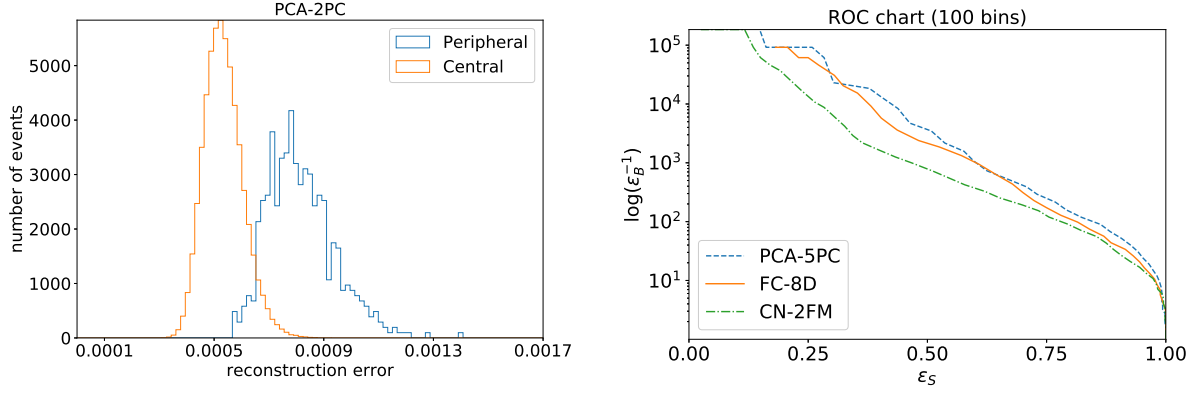 PCA-2PC
number of events
5000
4000
3000
2000
1000
0
Peripheral
Central
0.0001 0.0005 0.0009 0.0013 0.0017
reconstruction error
ROC chart (100 bins)
log(ε_B^{-1})
10^5
10^4
10^3
10^2
10^1
PCA-5PC
FC-8D
CN-2FM
0.00 0.25 0.50 0.75 1.00
ε_S